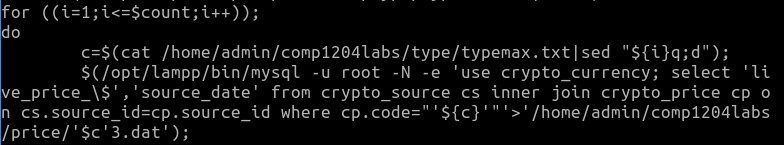 for ((i=1;i<=$count;i++));
do
        c=$(cat /home/admin/comp1204labs/type/typemax.txt|sed "${i}q;d");
        $(/opt/lampp/bin/mysql -u root -N -e 'use crypto_currency; select 'li
ve_price_\$','source_date' from crypto_source cs inner join crypto_price cp o
n cs.source_id=cp.source_id where cp.code="'${c}'"'>'/home/admin/comp1204labs
/price/'$c'3.dat');